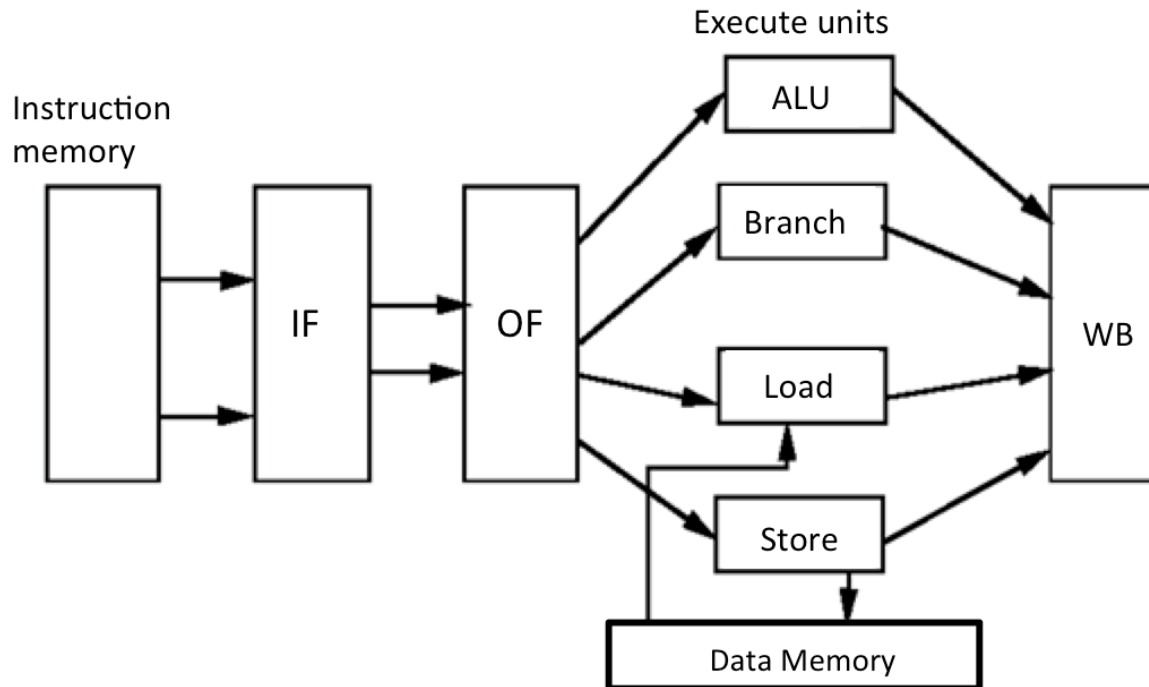 Execute units
Instruction
memory
IF
OF
ALU
Branch
Load
Store
WB
Data Memory